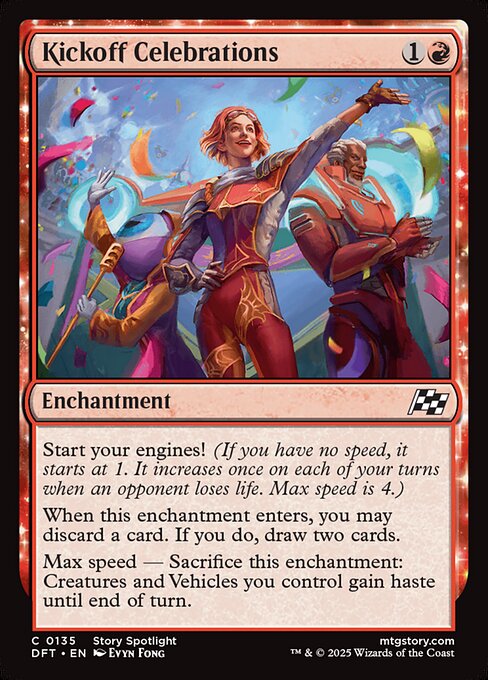 Kickoff Celebrations 1
Enchantment
Start your engines! (If you have no speed, it
starts at 1. It increases once on each of your turns
when an opponent loses life. Max speed is 4.)
When this enchantment enters, you may
discard a card. If you do, draw two cards.
Max speed — Sacrifice this enchantment:
Creatures and Vehicles you control gain haste
until end of turn.
C 0135 Story Spotlight mtgstory.com
DFT • EN Evyn Fong ™ & © 2025 Wizards of the Coast